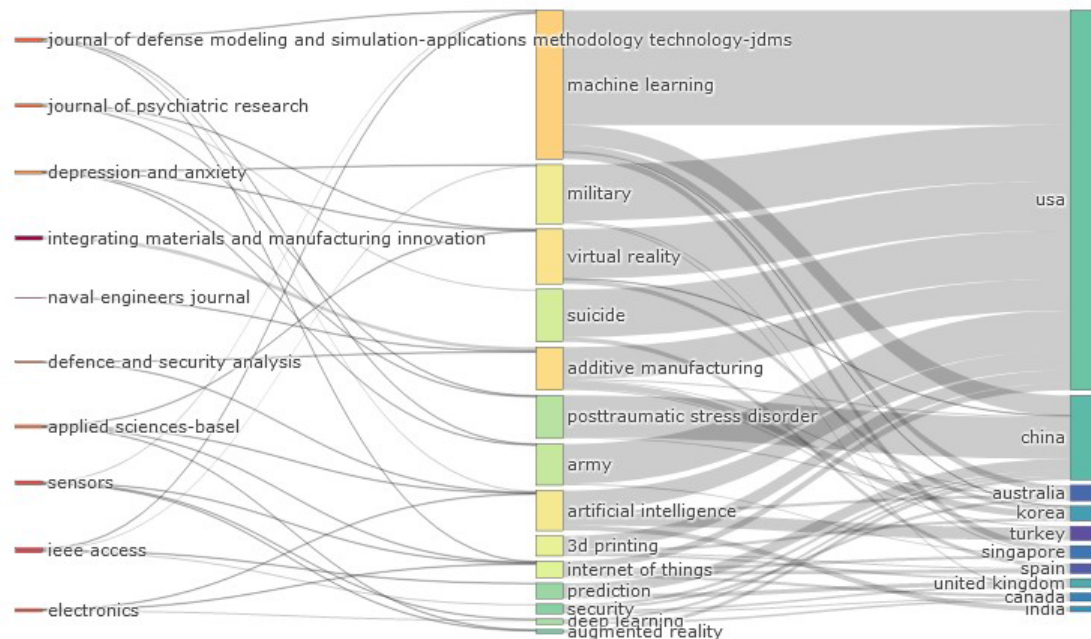 journal of defense modeling and simulation-applications methodology technology-jdms
journal of psychiatric research
depression and anxiety
integrating materials and manufacturing innovation
naval engineers journal
defence and security analysis
applied sciences-basel
sensors
ieee access
electronics
machine learning
military
virtual reality
suicide
additive manufacturing
posttraumatic stress disorder
army
artificial intelligence
3d printing
internet of things
prediction
security
deep learning
augmented reality
usa
china
australia
korea
turkey
singapore
spain
united kingdom
canada
india